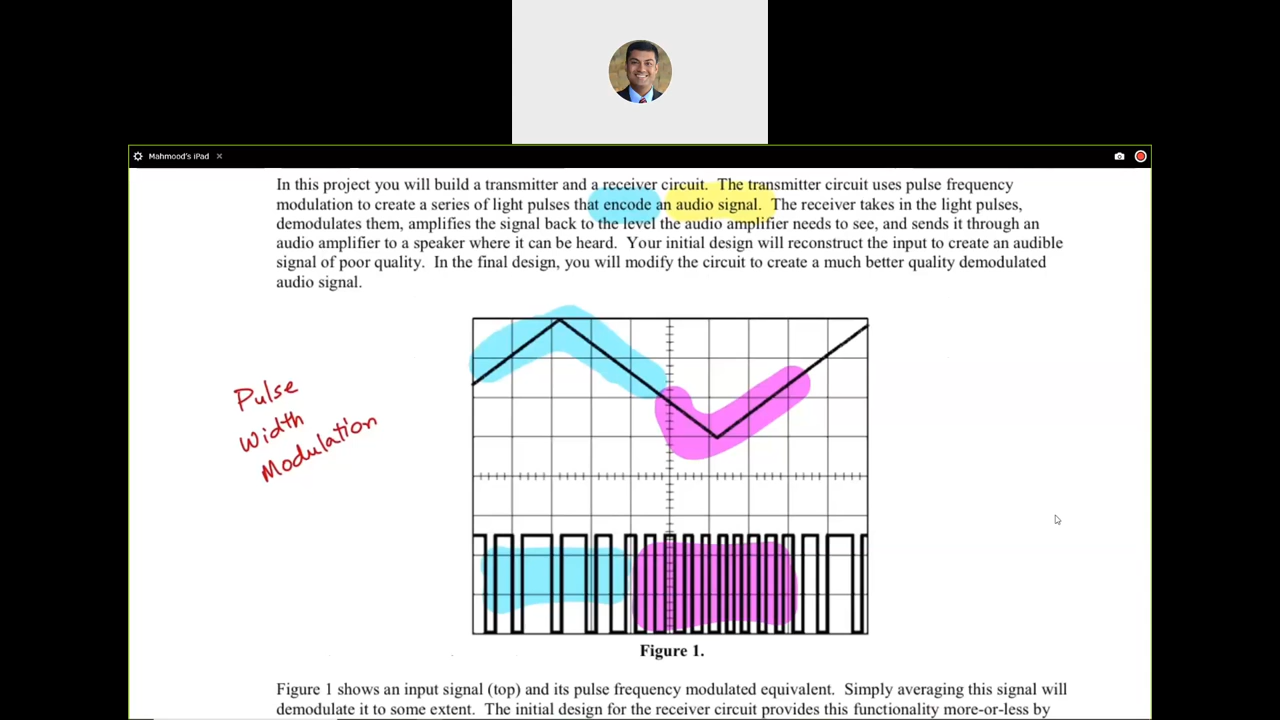 Mahmood's iPad
In this project you will build a transmitter and a receiver circuit. The transmitter circuit uses pulse frequency
modulation to create a series of light pulses that encode an audio signal. The receiver takes in the light pulses,
demodulates them, amplifies the signal back to the level the audio amplifier needs to see, and sends it through an
audio amplifier to a speaker where it can be heard. Your initial design will reconstruct the input to create an audible
signal of poor quality. In the final design, you will modify the circuit to create a much better quality demodulated
audio signal.
Pulse
Width
Modulation
Figure 1.
Figure 1 shows an input signal (top) and its pulse frequency modulated equivalent. Simply averaging this signal will
demodulate it to some extent. The initial design for the receiver circuit provides this functionality more-or-less by